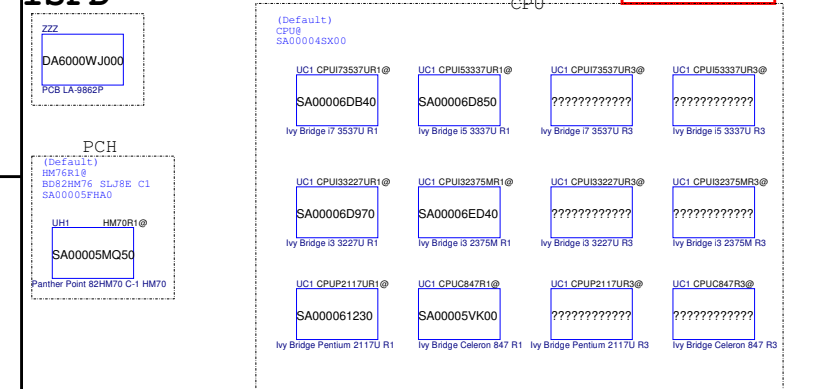 CPU
ZZZ
DA6000WJ000
PCB LA-9862P
PCH
(Default)
HM76R1@
BD82HM76 SLJ8E C1
SA00005FHA0
UH1 HM70R1@
SA00005MQ50
Panther Point 82HM70 C-1 HM70
(Default)
CPU@
SA00004SX00
UC1 CPUI73537UR1@ UC1 CPUI53337UR1@ UC1 CPUI73537UR3@ UC1 CPUI53337UR3@
SA00006DB40 SA00006D850 ???????????? ????????????
Ivy Bridge i7 3537U R1 Ivy Bridge i5 3337U R1 Ivy Bridge i7 3537U R3 Ivy Bridge i5 3337U R3
UC1 CPUI33227UR1@ UC1 CPUI32375MR1@ UC1 CPUI33227UR3@ UC1 CPUI32375MR3@
SA00006D970 SA00006ED40 ???????????? ????????????
Ivy Bridge i3 3227U R1 Ivy Bridge i3 2375M R1 Ivy Bridge i3 3227U R3 Ivy Bridge i3 2375M R3
UC1 CPUP2117UR1@ UC1 CPUC847R1@ UC1 CPUP2117UR3@ UC1 CPUC847R3@
SA000061230 SA00005VK00 ???????????? ????????????
Ivy Bridge Pentium 2117U R1 Ivy Bridge Celeron 847 R1 Ivy Bridge Pentium 2117U R3 Ivy Bridge Celeron 847 R3